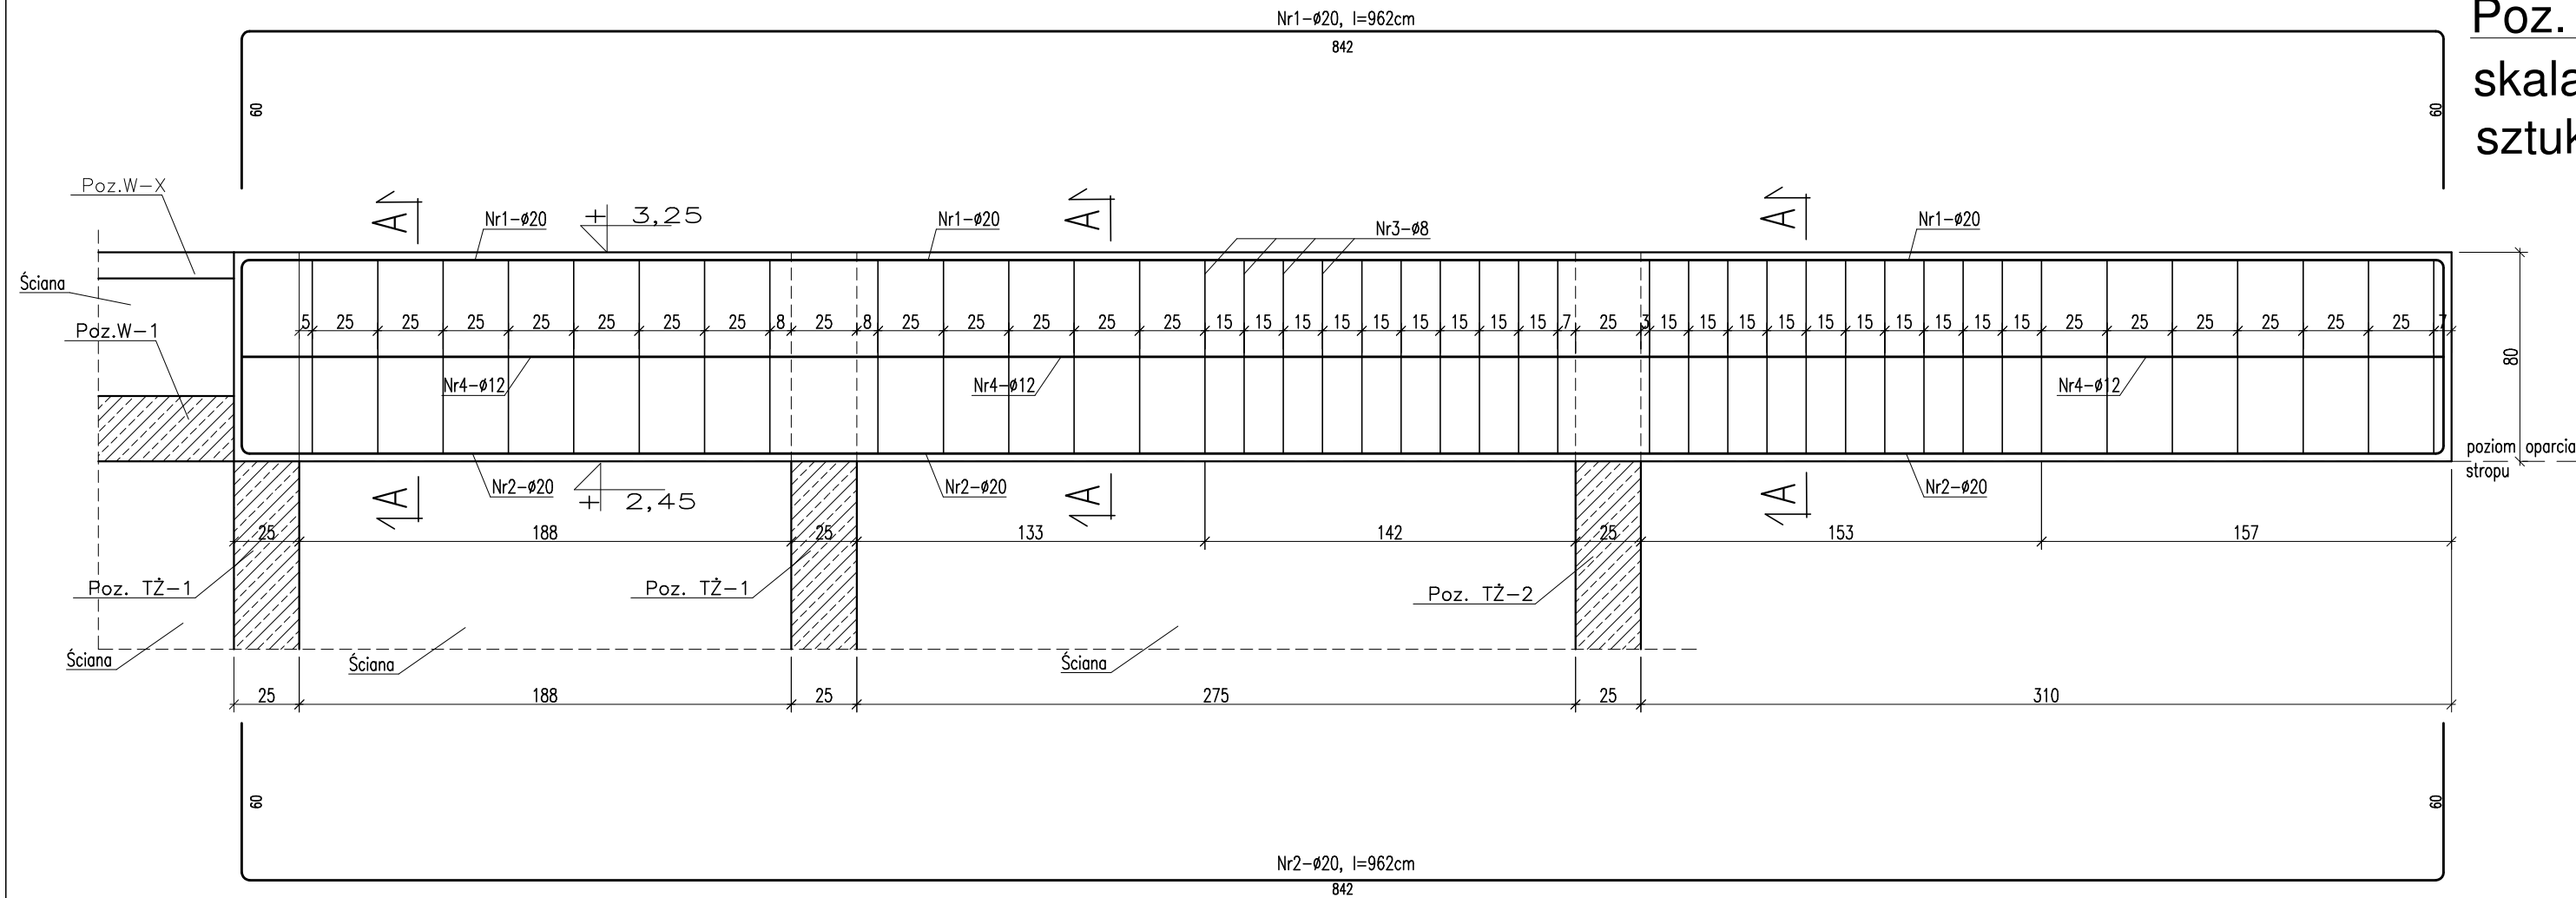 Nr1-ø20, l=962cm
842
60
60
Poz.
skala
sztuk
Poz.W-X
A
Nr1-ø20
+ 3,25
A
Nr1-ø20
Nr3-ø8
A
Nr1-ø20
Ściana
Poz.W-1
5 25 25 25 25 25 25 25 8 25 8 25 25 25 25 25 15 15 15 15 15 15 15 15 15 7 25 3 15 15 15 15 15 15 15 15 15 15 25 25 25 25 25 25 7
80
Nr4-ø12
Nr4-ø12
Nr4-ø12
poziom oparcia
stropu
A
Nr2-ø20
+ 2,45
A
Nr2-ø20
A
Nr2-ø20
25 188 25 133 142 25 153 157
Poz. TŻ-1
Poz. TŻ-1
Poz. TŻ-2
Ściana
Ściana
Ściana
25 188 25 275 25 310
60
60
Nr2-ø20, l=962cm
842